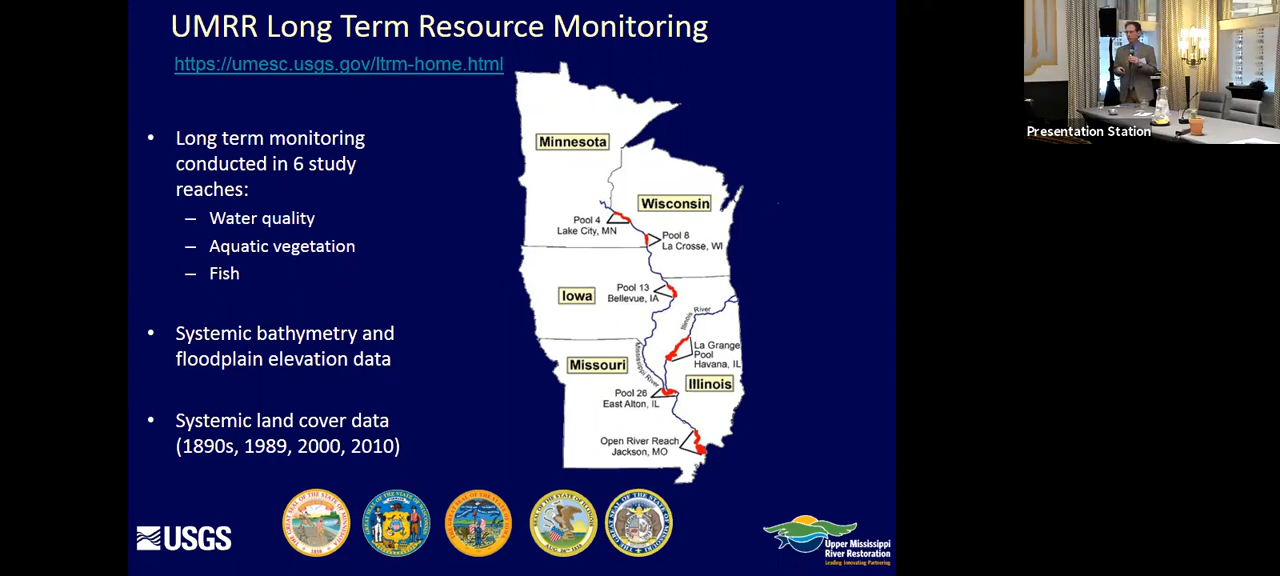 UMRR Long Term Resource Monitoring
https://umesc.usgs.gov/ltrm-home.html
• Long term monitoring
conducted in 6 study
reaches:
– Water quality
– Aquatic vegetation
– Fish
• Systemic bathymetry and
floodplain elevation data
• Systemic land cover data
(1890s, 1989, 2000, 2010)
Minnesota
Wisconsin
Pool 4
Lake City, MN
Pool 8
La Crosse, WI
Iowa
Pool 13
Bellevue, IA
Illinois River
La Grange
Pool
Havana, IL
Missouri
Mississippi River
Illinois
Pool 26
East Alton, IL
Open River Reach
Jackson, MO
USGS
Upper Mississippi
River Restoration
Leading Innovating Partnering
Presentation Station